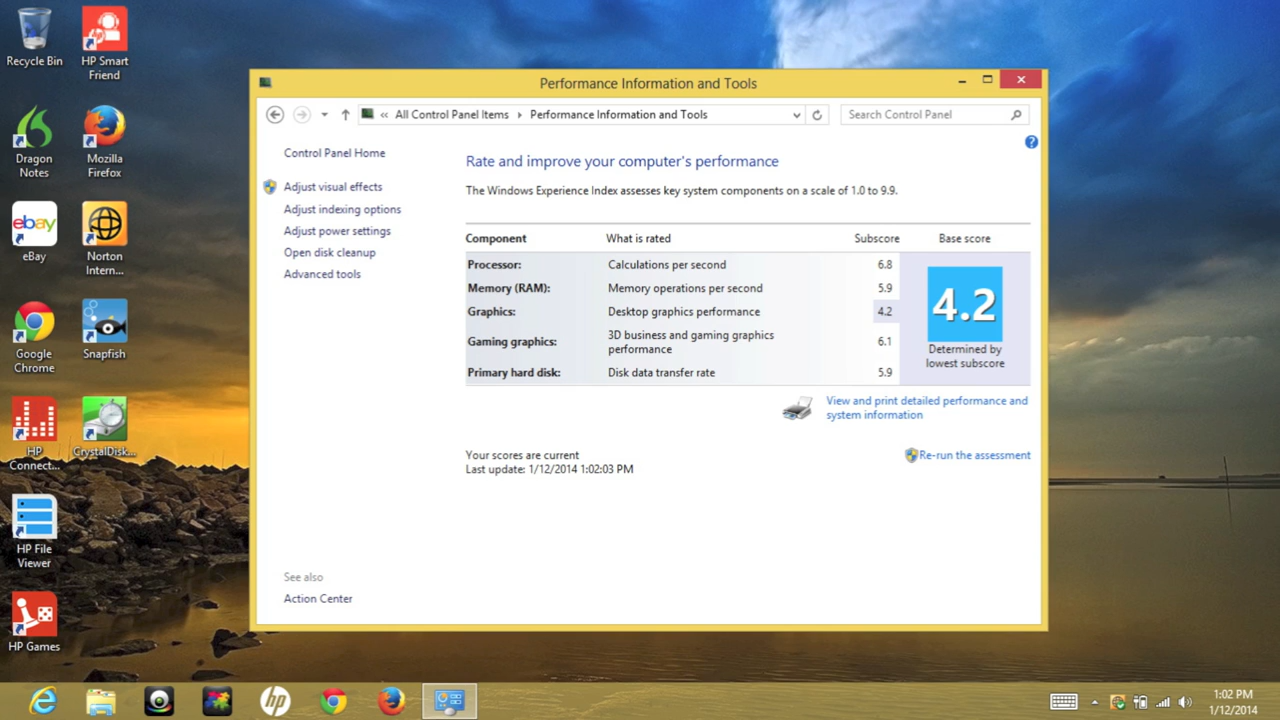 Recycle Bin
HP Smart
Friend
Dragon
Notes
Mozilla
Firefox
ebay
eBay
Norton
Intern...
Google
Chrome
Snapfish
HP
Connect...
CrystalDisk...
HP File
Viewer
HP Games
Performance Information and Tools
« All Control Panel Items Performance Information and Tools
Search Control Panel
Control Panel Home
Adjust visual effects
Adjust indexing options
Adjust power settings
Open disk cleanup
Advanced tools
Rate and improve your computer's performance
The Windows Experience Index assesses key system components on a scale of 1.0 to 9.9.
Component What is rated Subscore Base score
Processor: Calculations per second 6.8
Memory (RAM): Memory operations per second 5.9
Graphics: Desktop graphics performance 4.2
Gaming graphics: 3D business and gaming graphics
performance 6.1
Primary hard disk: Disk data transfer rate 5.9
4.2
Determined by
lowest subscore
View and print detailed performance and
system information
Your scores are current
Last update: 1/12/2014 1:02:03 PM
Re-run the assessment
See also
Action Center
hp
1:02 PM
1/12/2014